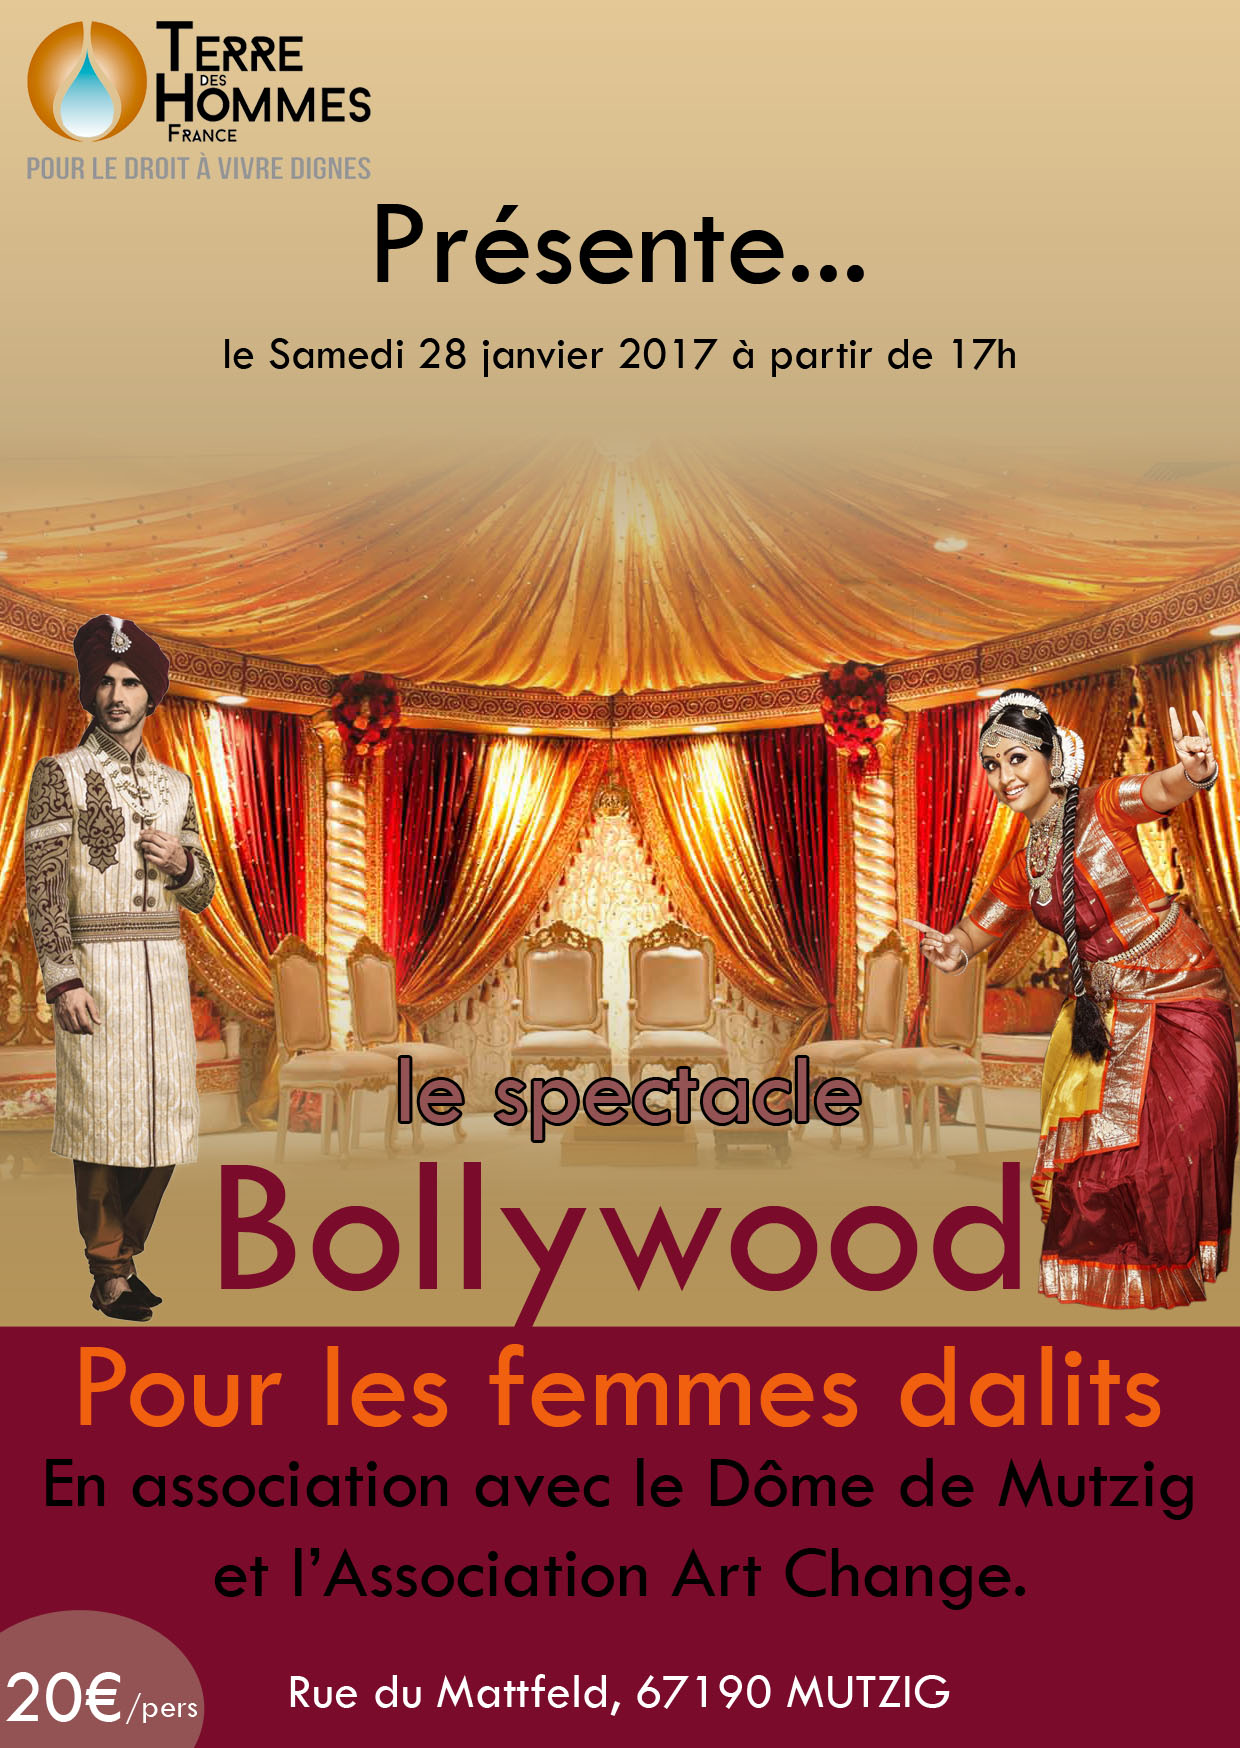 TERRE
DES
HOMMES
FRANCE
POUR LE DROIT À VIVRE DIGNES
Présente...
le Samedi 28 janvier 2017 à partir de 17h
le spectacle
Bollywood
Pour les femmes dalits
En association avec le Dôme de Mutzig
et l’Association Art Change.
20€/pers
Rue du Mattfeld, 67190 MUTZIG